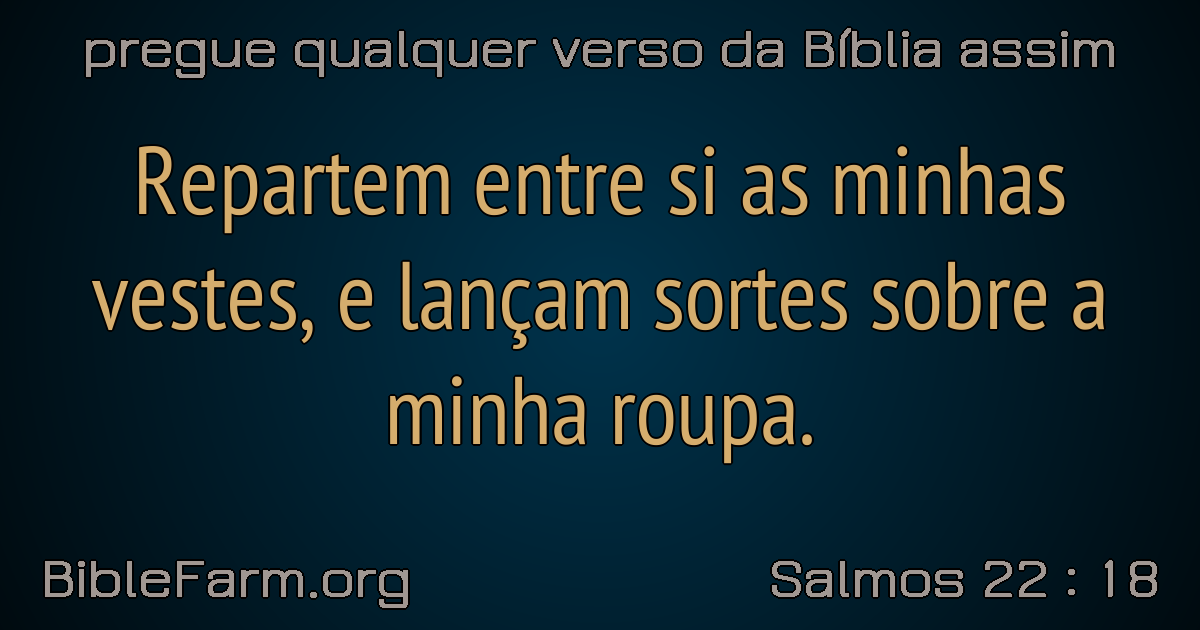 pregue qualquer verso da Bíblia assim
Repartem entre si as minhas
vestes, e lançam sortes sobre a
minha roupa.
BibleFarm.org
Salmos 22 : 18